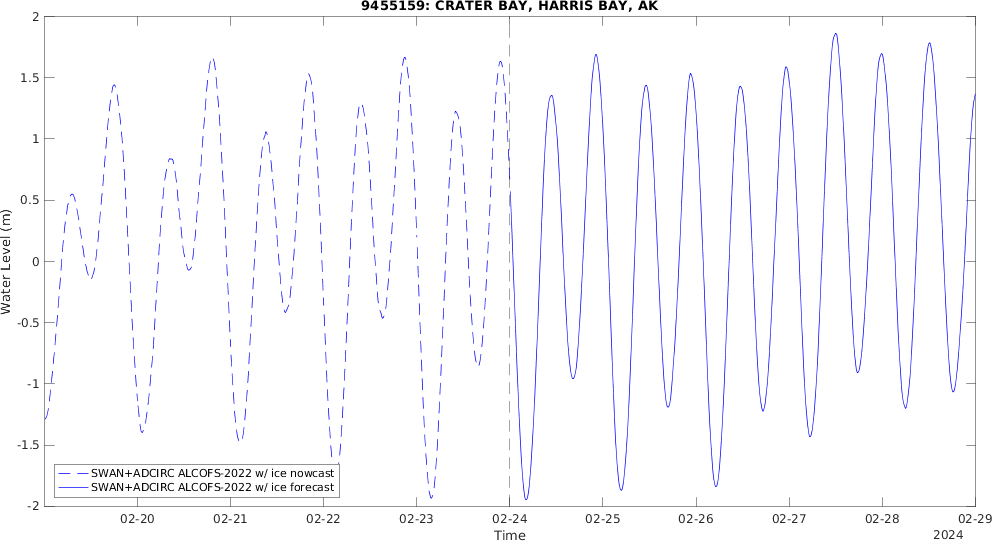 9455159: CRATER BAY, HARRIS BAY, AK
2
1.5
1
0.5
0
-0.5
-1
-1.5
-2
Water Level (m)
SWAN+ADCIRC ALCOFS-2022 w/ ice nowcast
SWAN+ADCIRC ALCOFS-2022 w/ ice forecast
02-20 02-21 02-22 02-23 02-24 02-25 02-26 02-27 02-28 02-29
Time
2024